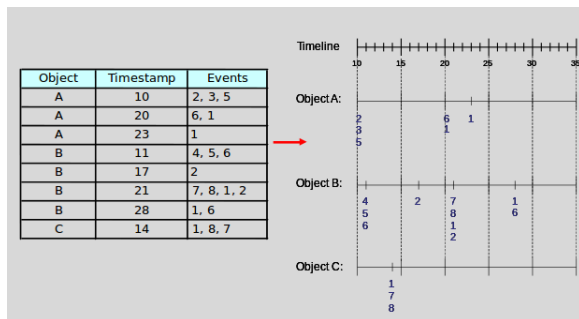 Timeline
10 15 20 25 30 35
Object Timestamp Events
A 10 2, 3, 5
A 20 6, 1
A 23 1
B 11 4, 5, 6
B 17 2
B 21 7, 8, 1, 2
B 28 1, 6
C 14 1, 8, 7
Object A:
2 6 1
3 1
5
Object B:
4 2 7 1
5 8 6
6 1
2
Object C:
1
7
8